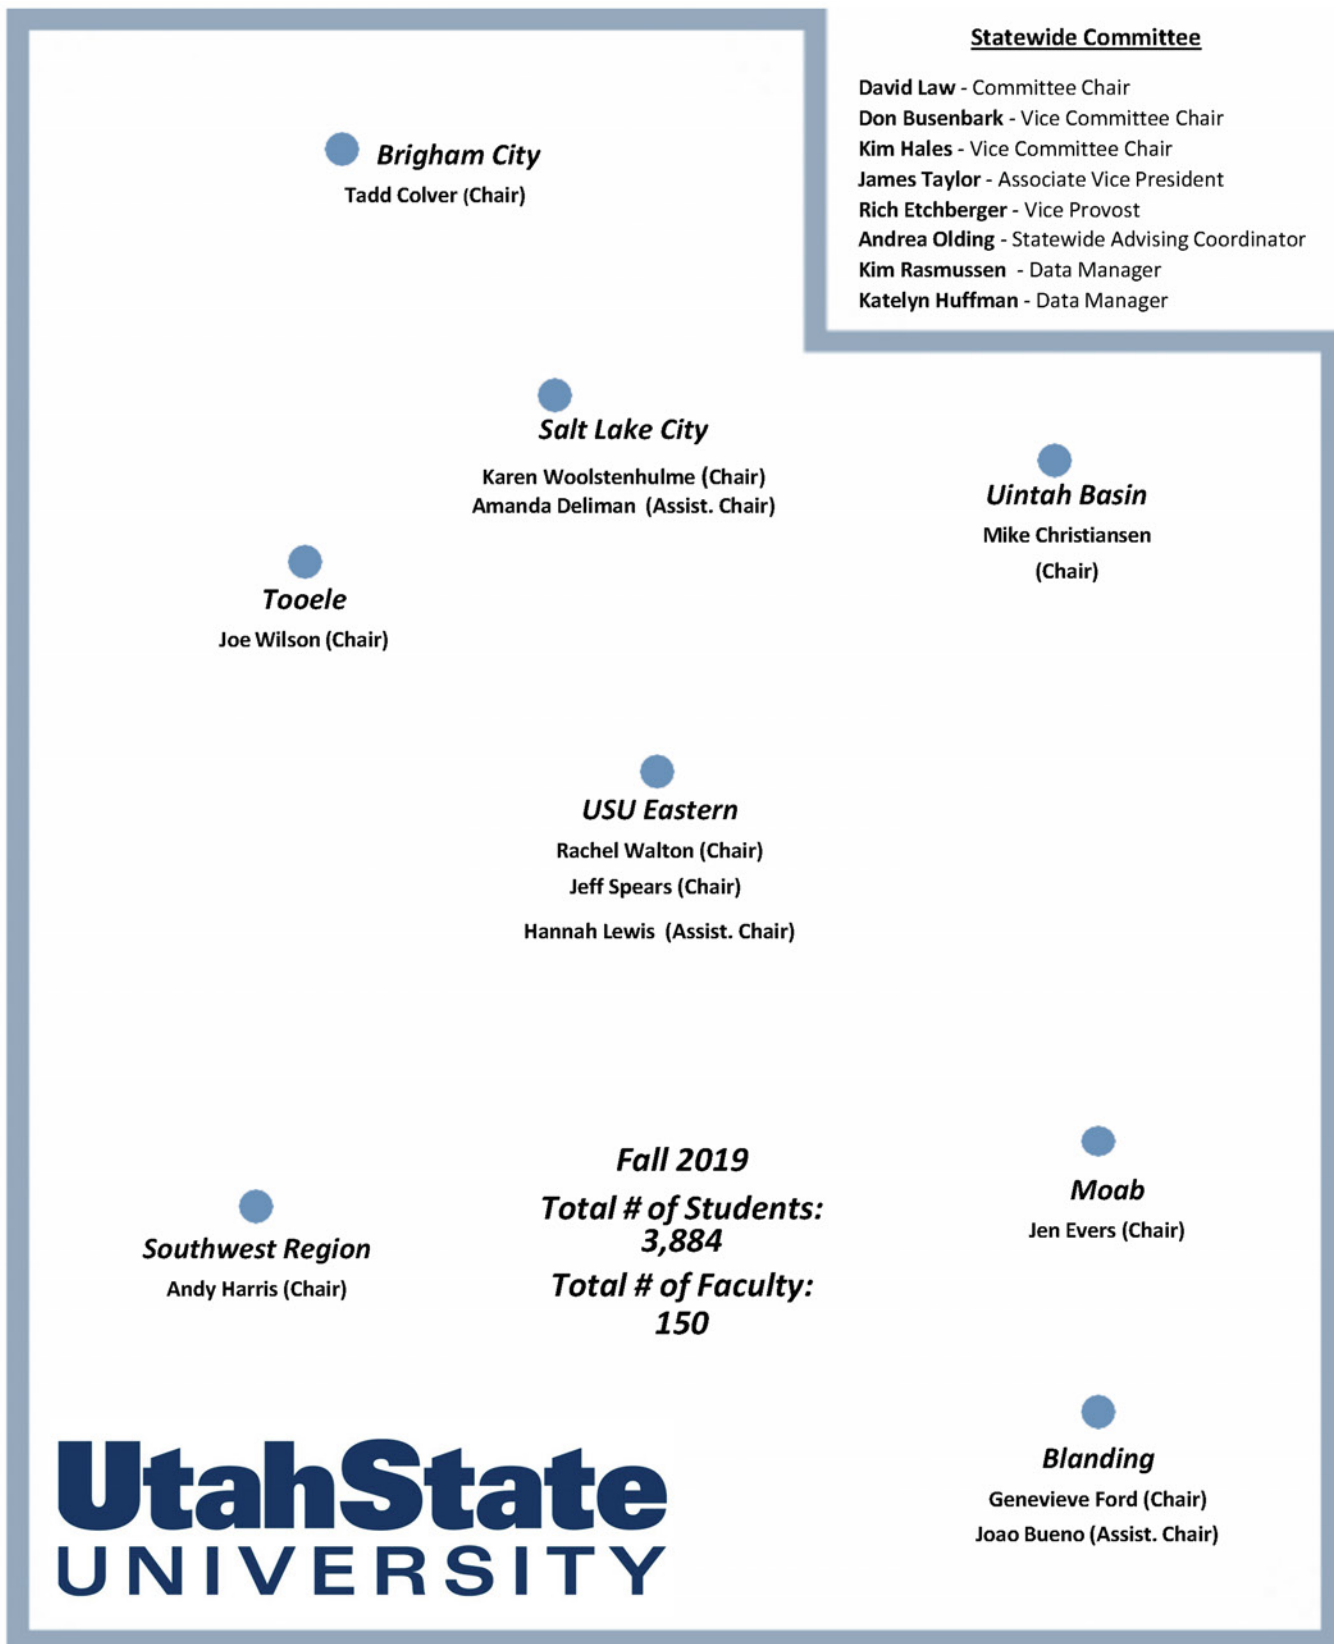 Statewide Committee
David Law - Committee Chair
Don Busenbark - Vice Committee Chair
Kim Hales - Vice Committee Chair
James Taylor - Associate Vice President
Rich Etchberger - Vice Provost
Andrea Olding - Statewide Advising Coordinator
Kim Rasmussen - Data Manager
Katelyn Huffman - Data Manager
Brigham City
Tadd Colver (Chair)
Salt Lake City
Karen Woolstenhulme (Chair)
Amanda Deliman (Assist. Chair)
Uintah Basin
Mike Christiansen
(Chair)
Tooele
Joe Wilson (Chair)
USU Eastern
Rachel Walton (Chair)
Jeff Spears (Chair)
Hannah Lewis (Assist. Chair)
Fall 2019
Total # of Students:
3,884
Total # of Faculty:
150
Moab
Jen Evers (Chair)
Southwest Region
Andy Harris (Chair)
Blanding
Genevieve Ford (Chair)
Joao Bueno (Assist. Chair)
UtahState
UNIVERSITY